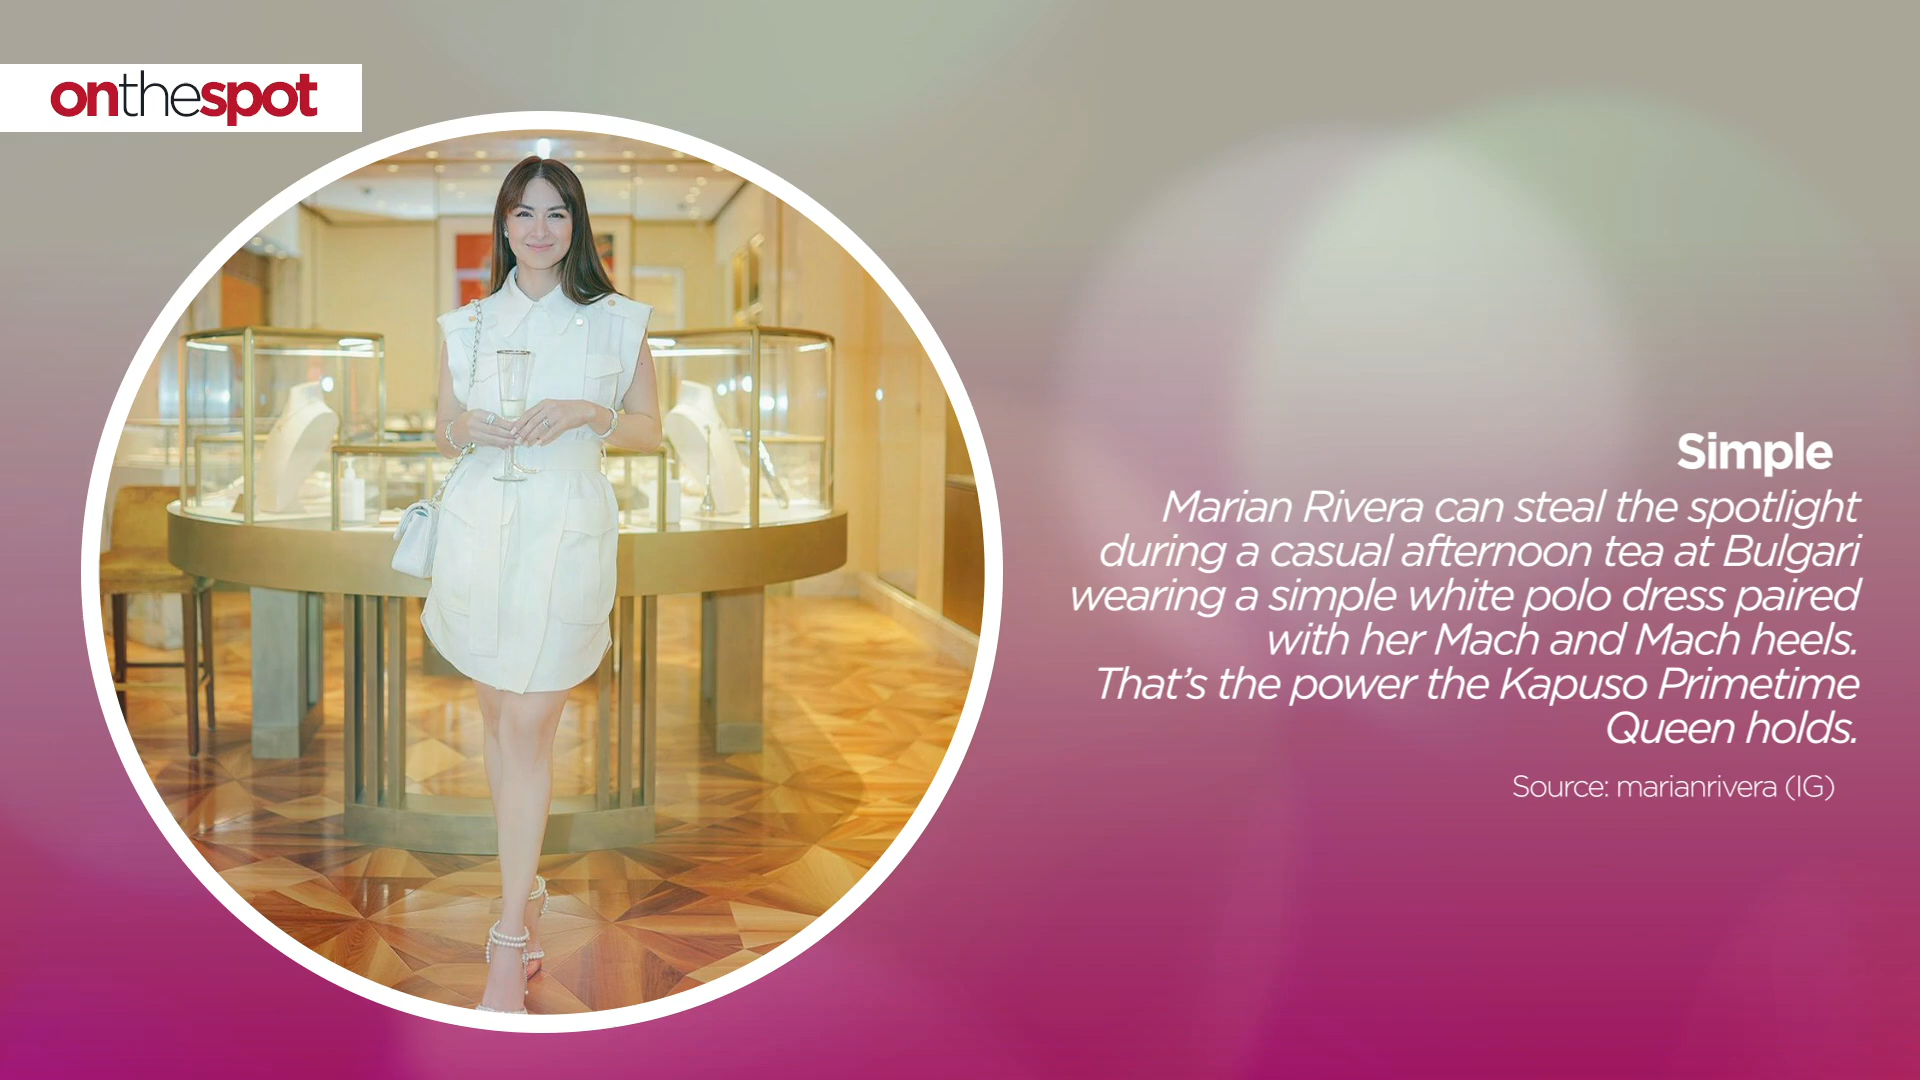 onthespot
Simple
Marian Rivera can steal the spotlight
during a casual afternoon tea at Bulgari
wearing a simple white polo dress paired
with her Mach and Mach heels.
That's the power the Kapuso Primetime
Queen holds.
Source: marianrivera (IG)